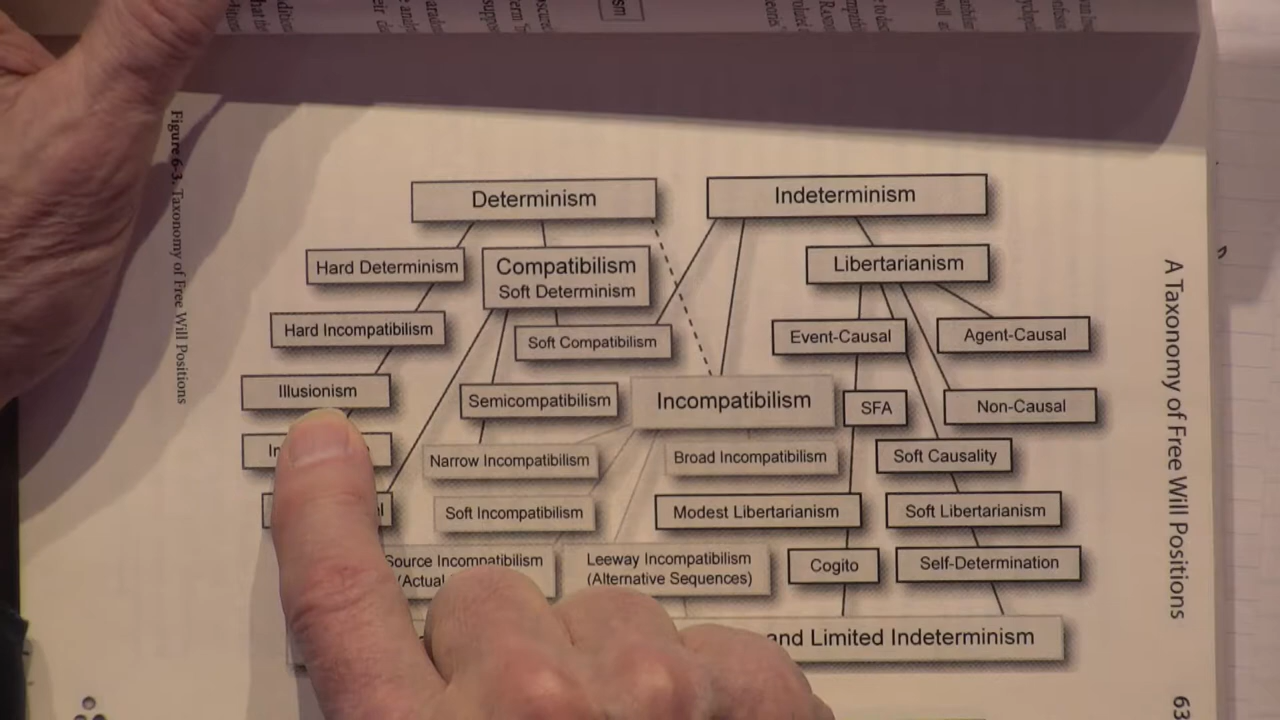 Determinism
Indeterminism
Hard Determinism
Compatibilism
Soft Determinism
Libertarianism
Hard Incompatibilism
Soft Compatibilism
Event-Causal
Agent-Causal
Illusionism
Semicompatibilism
Incompatibilism
SFA
Non-Causal
Narrow Incompatibilism
Broad Incompatibilism
Soft Causality
Soft Incompatibilism
Modest Libertarianism
Soft Libertarianism
Source Incompatibilism
(Actual
Leeway Incompatibilism
(Alternative Sequences)
Cogito
Self-Determination
and Limited Indeterminism
Figure 6-3. Taxonomy of Free Will Positions
A Taxonomy of Free Will Positions
63